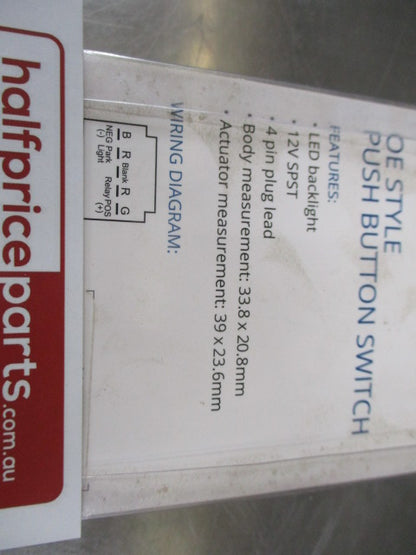 OE STYLE
PUSH BUTTON SWITCH
FEATURES:
• LED backlight
• 12V SPST
• 4 pin plug lead
• Body measurement: 33.8 x 20.8mm
• Actuator measurement: 39 x 23.6mm
WIRING DIAGRAM:
B R Blank R G
NEG Park Relay POS
(-) Light (+)
halfpriceparts.com.au